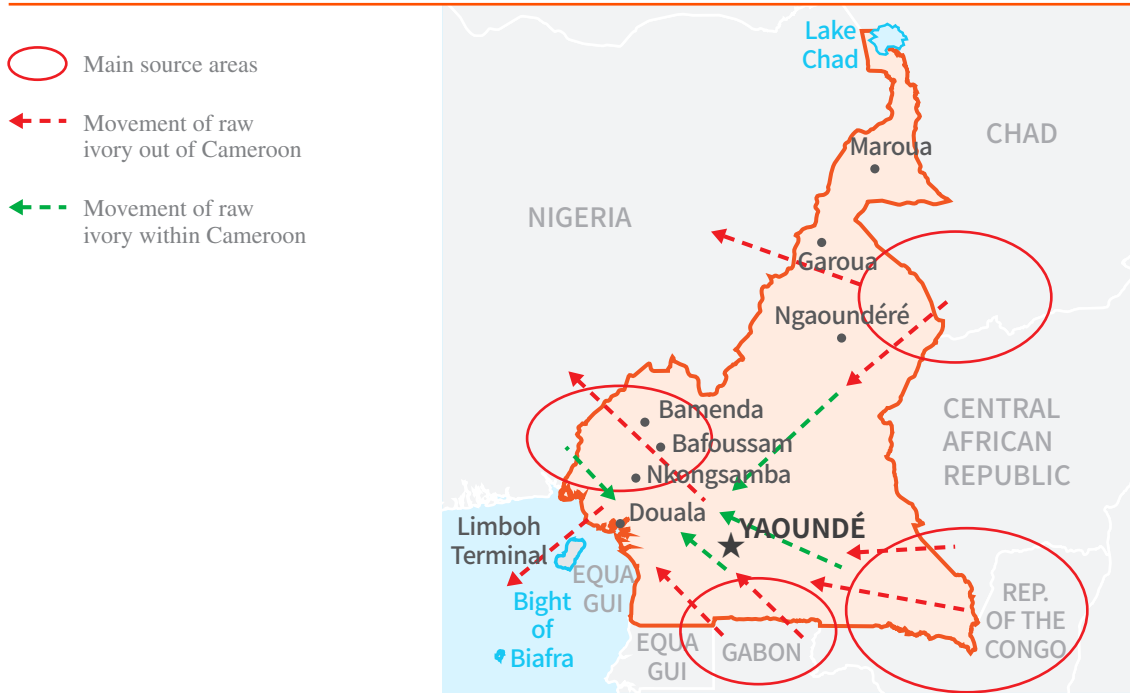 Main source areas
Movement of raw
ivory out of Cameroon
Movement of raw
ivory within Cameroon
Lake
Chad
CHAD
Maroua
NIGERIA
Garoua
Ngaoundéré
CENTRAL
AFRICAN
REPUBLIC
Bamenda
Bafoussam
Nkongsamba
Douala
Limboh
Terminal
YAOUNDÉ
EQUA
GUI
Bight
of
Biafra
REP.
OF THE
CONGO
EQUA
GUI
GABON